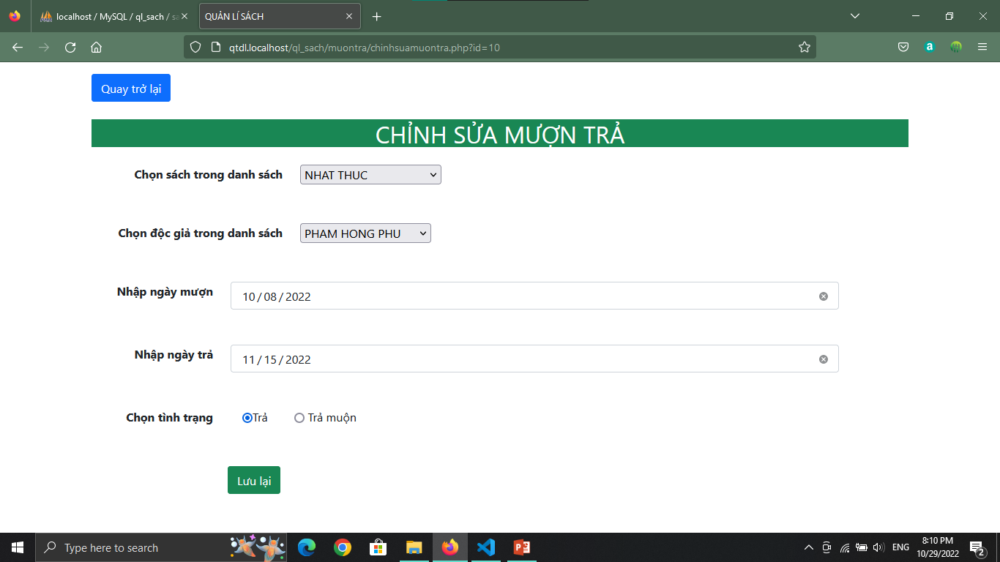 localhost / MySQL / ql_sach / sa
QUẢN LÍ SÁCH
qtdl.localhost/ql_sach/muontra/chinhsuamuontra.php?id=10
Quay trở lại
CHỈNH SỬA MƯỢN TRẢ
Chọn sách trong danh sách
NHAT THUC
Chọn độc giả trong danh sách
PHAM HONG PHU
Nhập ngày mượn
10 / 08 / 2022
Nhập ngày trả
11 / 15 / 2022
Chọn tình trạng
Trả
Trả muộn
Lưu lại
Type here to search
ENG
8:10 PM
10/29/2022
2